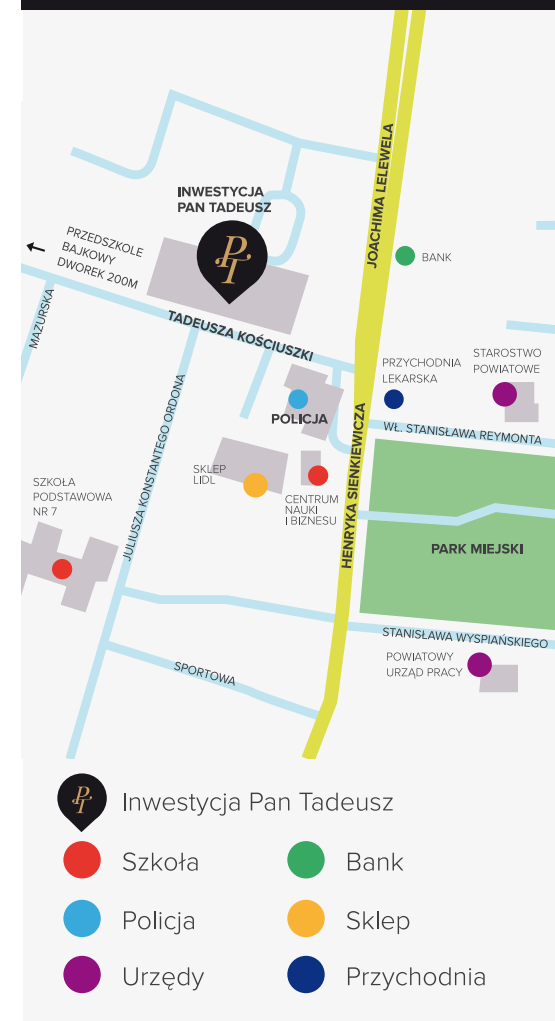 JOACHIMA LELEWELA
INWESTYCJA
PAN TADEUSZ
PT
PRZEDSZKOLE
BAJKOWY
DWOREK 200M
BANK
MAZURSKA
TADEUSZA KOŚCIUSZKI
PRZYCHODNIA
LEKARSKA
STAROSTWO
POWIATOWE
JULIUSZA KONSTANTEGO ORDONA
POLICJA
WŁ. STANISŁAWA REYMONTA
HENRYKA SIENKIEWICZA
SKLEP
LIDL
SZKOŁA
PODSTAWOWA
NR 7
CENTRUM
NAUKI
I BIZNESU
PARK MIEJSKI
STANISŁAWA WYSPIAŃSKIEGO
POWIATOWY
URZĄD PRACY
SPORTOWA
PT
Inwestycja Pan Tadeusz
Szkoła
Bank
Policja
Sklep
Urzędy
Przychodnia